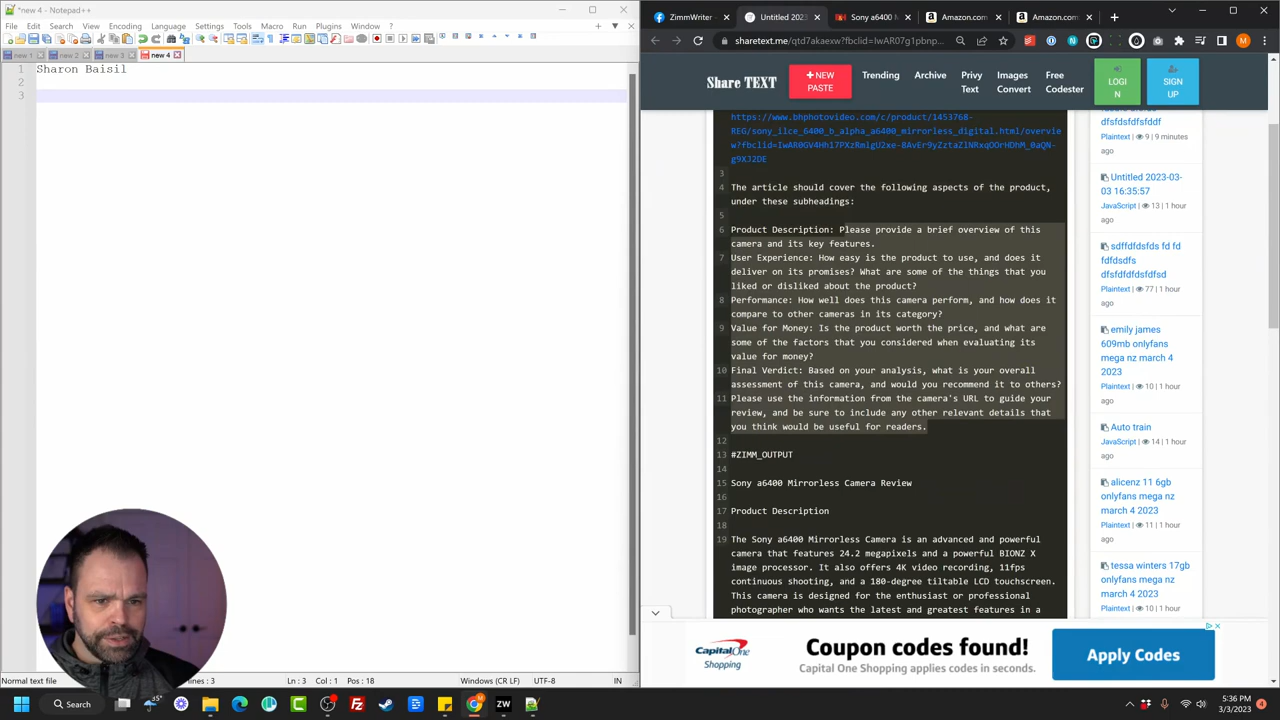 *new 4 - Notepad++
File Edit Search View Encoding Language Settings Tools Macro Run Plugins Window ?
new 1 new 2 new 3 new 4
1 Sharon Baisil
2
3
Normal text file
lines : 3
Ln : 3 Col : 1 Pos : 18
Windows (CR LF) UTF-8 IN
ZimmWriter - Untitled 2023 Sony a6400 M Amazon.com Amazon.com
sharetext.me/qtd7akaexw?fbclid=IwAR07g1pbnp...
Share TEXT
+ NEW PASTE
Trending Archive Privy Text Images Convert Free Codester
LOGI N
SIGN UP
https://www.bhphotovideo.com/c/product/1453768-
REG/sony_ilce_6400_b_alpha_a6400_mirrorless_digital.html/overvie
w?fbclid=IwAR0GV4Hh17PXzRmlgU2xe-8AvEr9yZztaZlNRxqOOrHDhM_0aQN-
g9XJ2DE
3
4 The article should cover the following aspects of the product,
under these subheadings:
5
6 Product Description: Please provide a brief overview of this
camera and its key features.
7 User Experience: How easy is the product to use, and does it
deliver on its promises? What are some of the things that you
liked or disliked about the product?
8 Performance: How well does this camera perform, and how does it
compare to other cameras in its category?
9 Value for Money: Is the product worth the price, and what are
some of the factors that you considered when evaluating its
value for money?
10 Final Verdict: Based on your analysis, what is your overall
assessment of this camera, and would you recommend it to others?
11 Please use the information from the camera's URL to guide your
review, and be sure to include any other relevant details that
you think would be useful for readers.
12
13 #ZIMM_OUTPUT
14
15 Sony a6400 Mirrorless Camera Review
16
17 Product Description
18
19 The Sony a6400 Mirrorless Camera is an advanced and powerful
camera that features 24.2 megapixels and a powerful BIONZ X
image processor. It also offers 4K video recording, 11fps
continuous shooting, and a 180-degree tiltable LCD touchscreen.
This camera is designed for the enthusiast or professional
photographer who wants the latest and greatest features in a
dfsfdsfdsfsfddf
Plaintext | 9 | 9 minutes
ago
Untitled 2023-03-
03 16:35:57
JavaScript | 13 | 1 hour
ago
sdffdfdsfds fd fd
fdfdsdfs
dfsfdfdfdsfdfsd
Plaintext | 77 | 1 hour
ago
emily james
609mb onlyfans
mega nz march 4
2023
Plaintext | 10 | 1 hour
ago
Auto train
JavaScript | 14 | 1 hour
ago
alicenz 11 6gb
onlyfans mega nz
march 4 2023
Plaintext | 11 | 1 hour
ago
tessa winters 17gb
onlyfans mega nz
march 4 2023
Plaintext | 10 | 1 hour
Capital One
Shopping
Coupon codes found!
Capital One Shopping applies codes in seconds.
Apply Codes
Search
35°
ZW
5:36 PM
3/3/2023
4